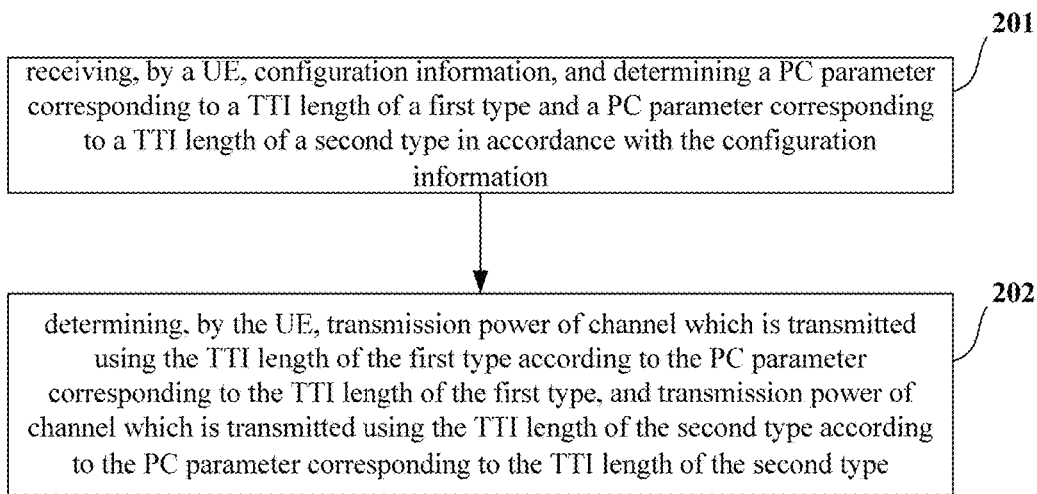 201
receiving, by a UE, configuration information, and determining a PC parameter
corresponding to a TTI length of a first type and a PC parameter corresponding
to a TTI length of a second type in accordance with the configuration
information
202
determining, by the UE, transmission power of channel which is transmitted
using the TTI length of the first type according to the PC parameter
corresponding to the TTI length of the first type, and transmission power of
channel which is transmitted using the TTI length of the second type according
to the PC parameter corresponding to the TTI length of the second type